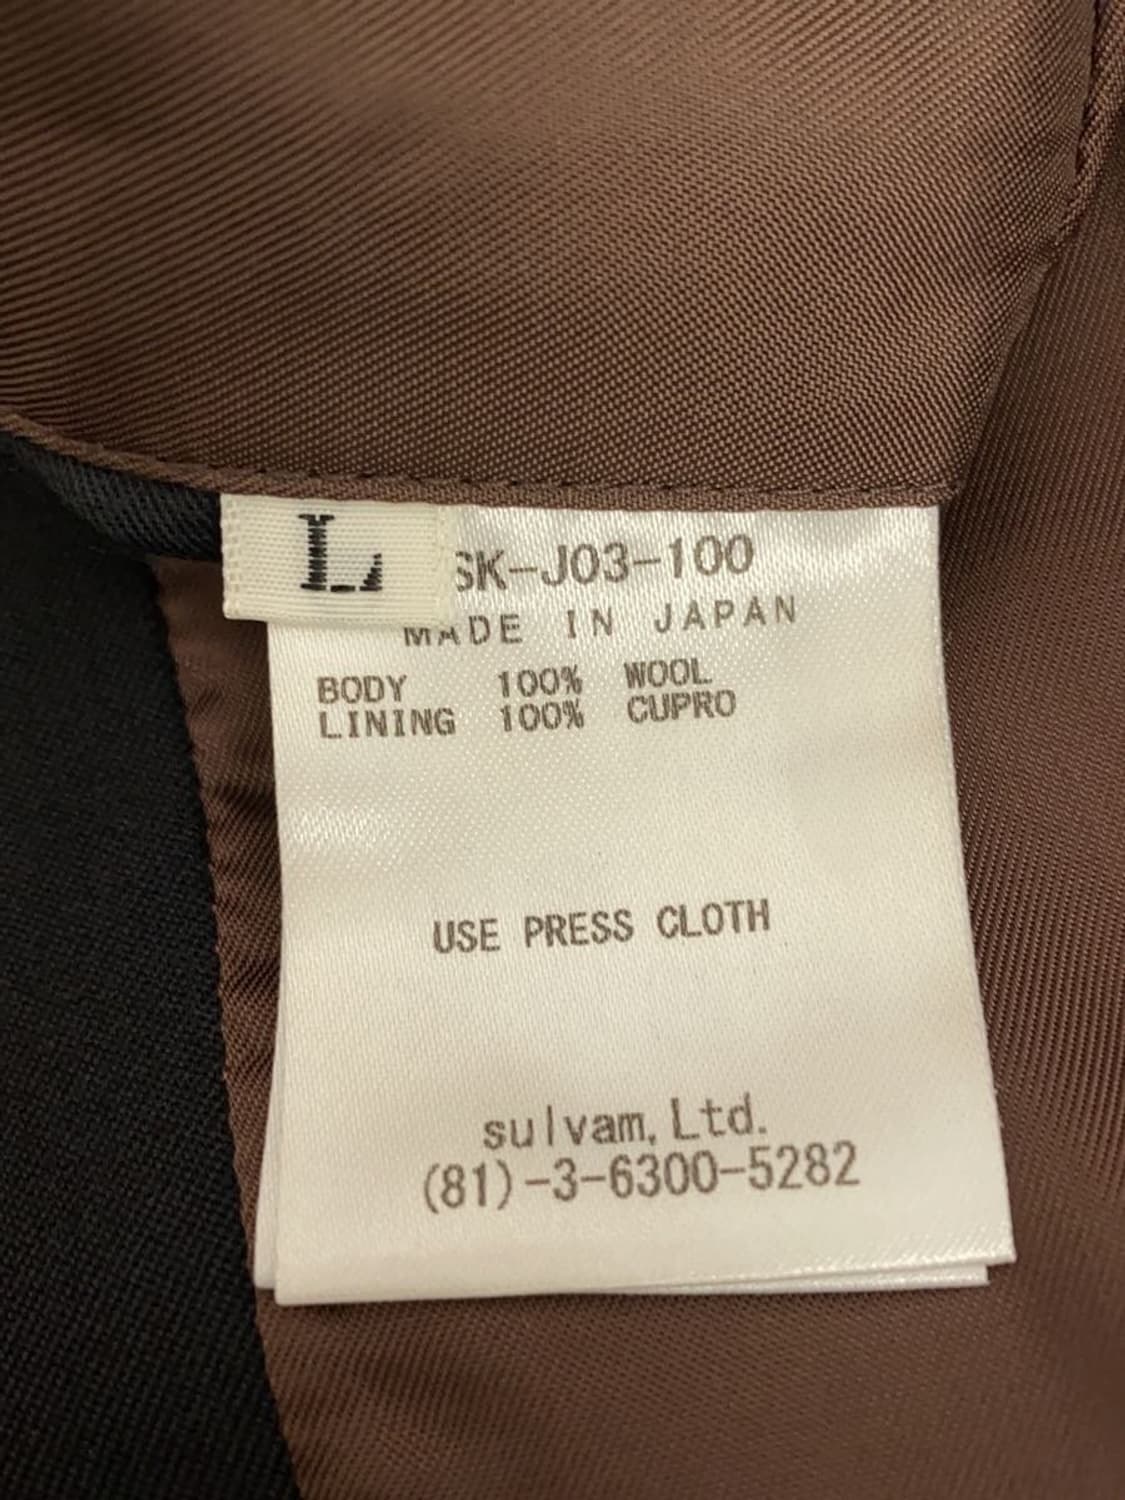 L
SK-J03-100
MADE IN JAPAN
BODY 100% WOOL
LINING 100% CUPRO
USE PRESS CLOTH
sulvam, Ltd.
(81)-3-6300-5282